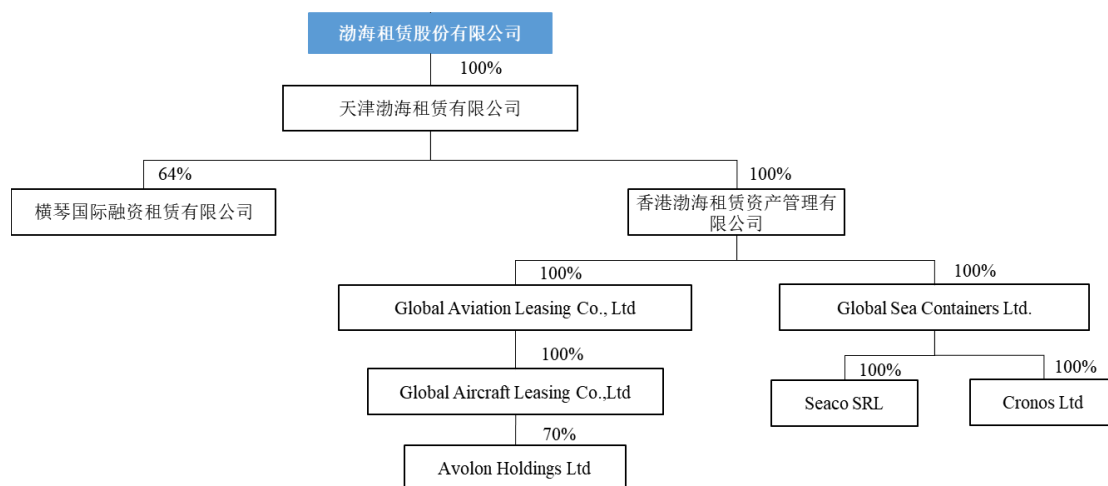 渤海租赁股份有限公司
100%
天津渤海租赁有限公司
64%
100%
横琴国际融资租赁有限公司
香港渤海租赁资产管理有
限公司
100%
100%
Global Aviation Leasing Co., Ltd
Global Sea Containers Ltd.
100%
100%
100%
Global Aircraft Leasing Co.,Ltd
Seaco SRL
Cronos Ltd
70%
Avolon Holdings Ltd